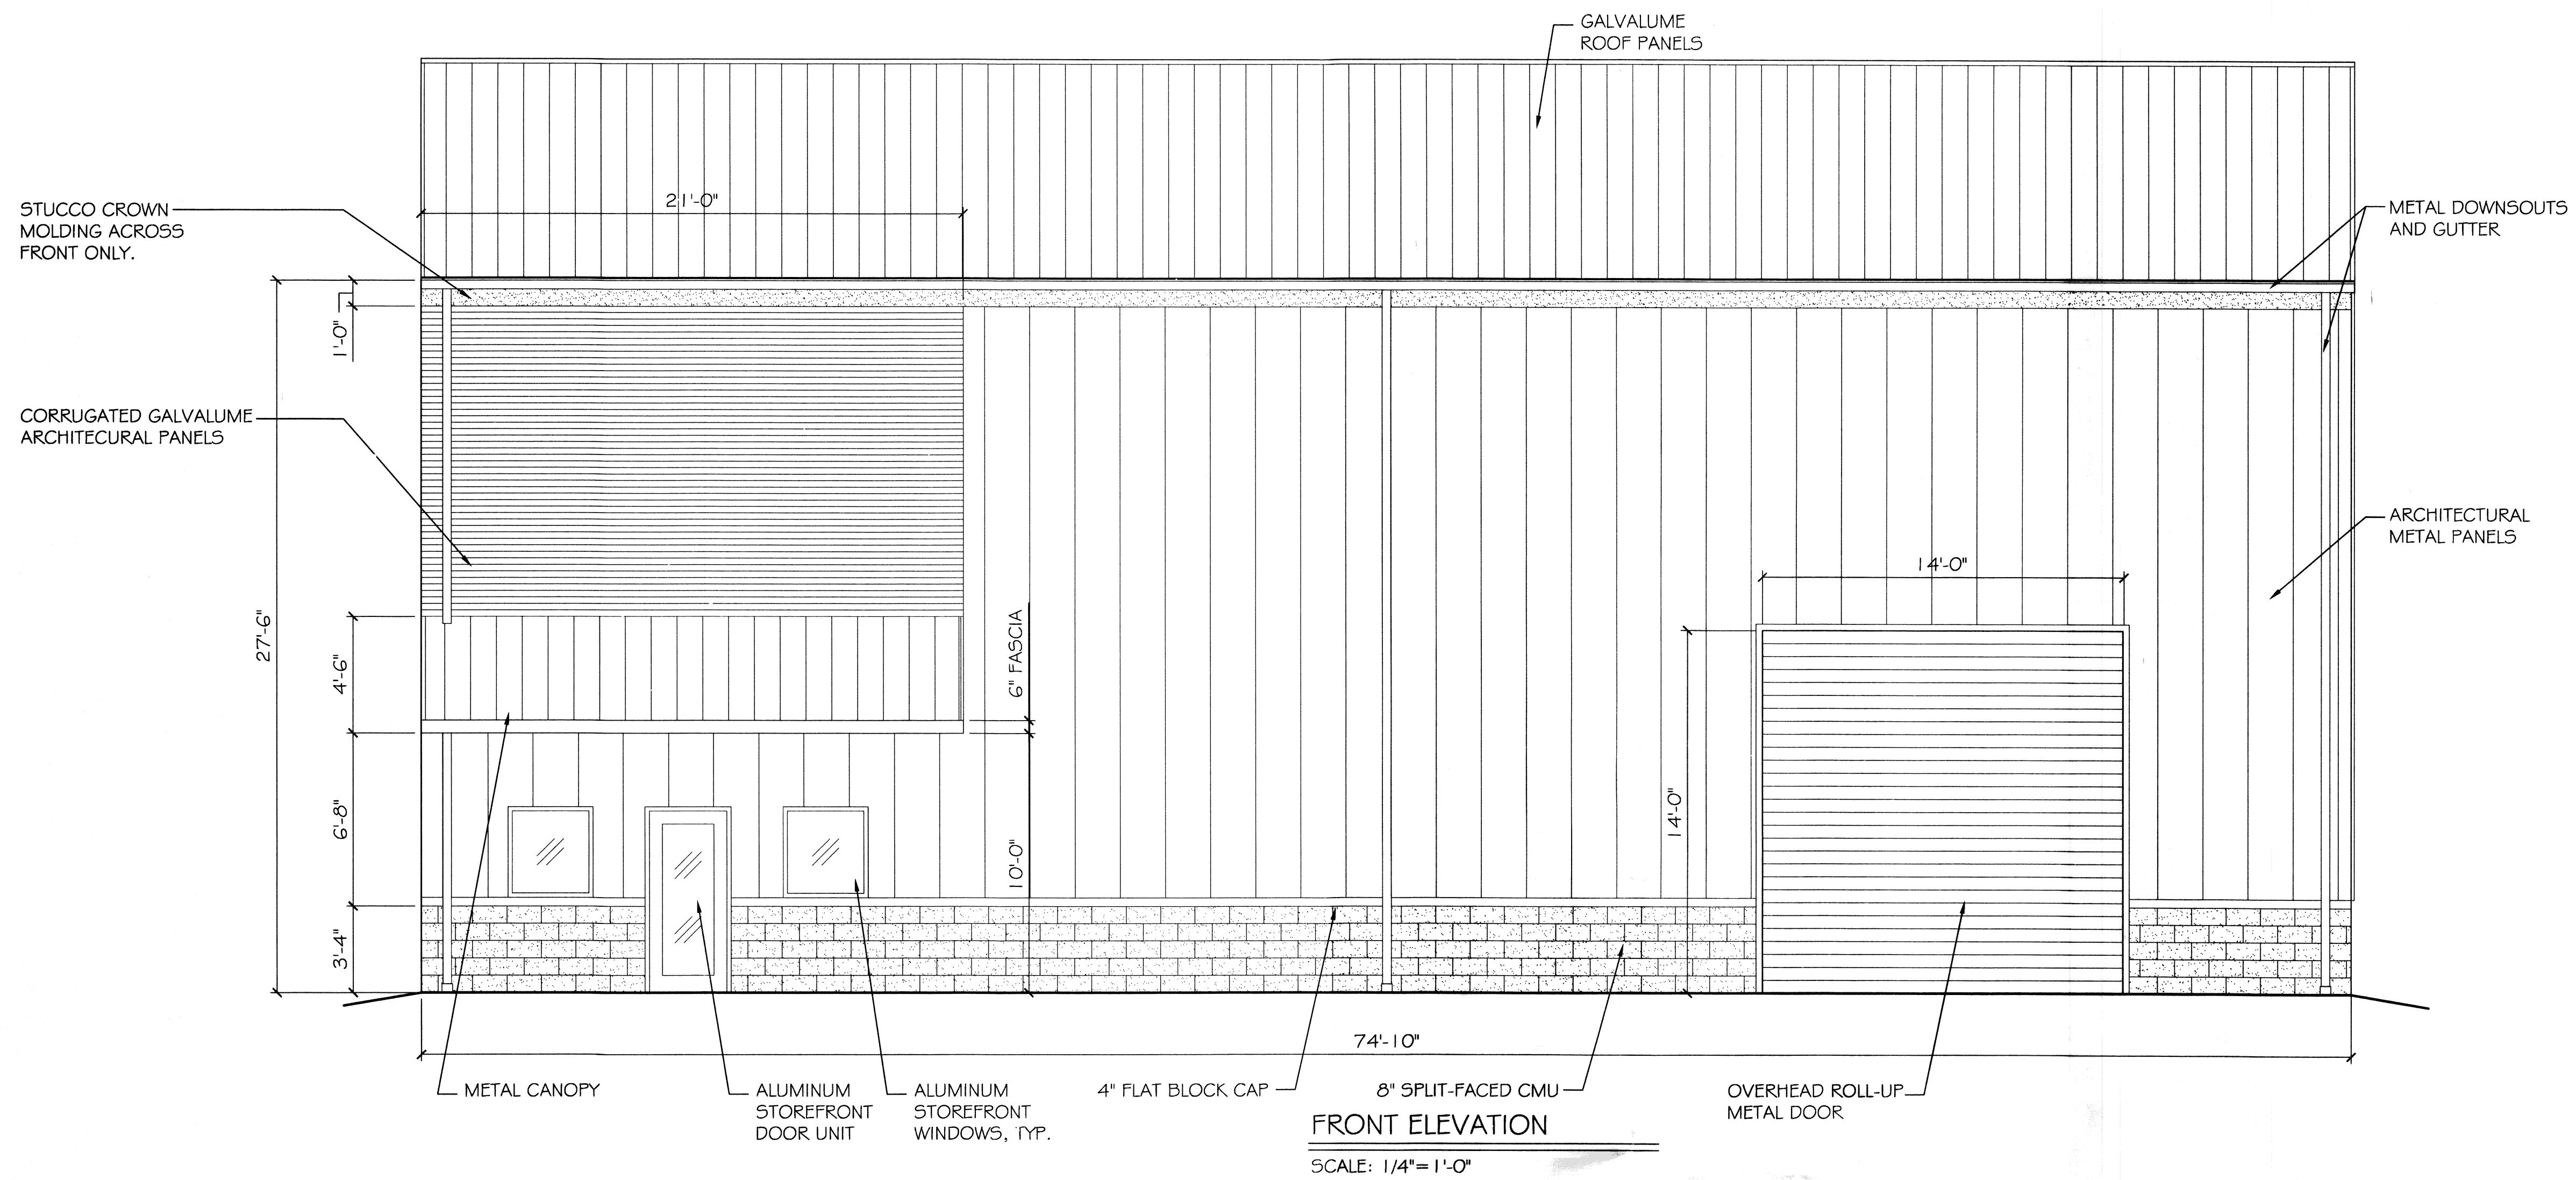 GALVALUME
ROOF PANELS
21'-0"
STUCCO CROWN
MOLDING ACROSS
FRONT ONLY.
METAL DOWNSOUTS
AND GUTTER
1'-0"
CORRUGATED GALVALUME
ARCHITECURAL PANELS
ARCHITECTURAL
METAL PANELS
14'-0"
27'-6"
4'-6"
6" FASCIA
14'-0"
6'-8"
10'-0"
3'-4"
74'-10"
METAL CANOPY
ALUMINUM
STOREFRONT
DOOR UNIT
ALUMINUM
STOREFRONT
WINDOWS, TYP.
4" FLAT BLOCK CAP
8" SPLIT-FACED CMU
OVERHEAD ROLL-UP
METAL DOOR
FRONT ELEVATION
SCALE: 1/4"=1'-0"